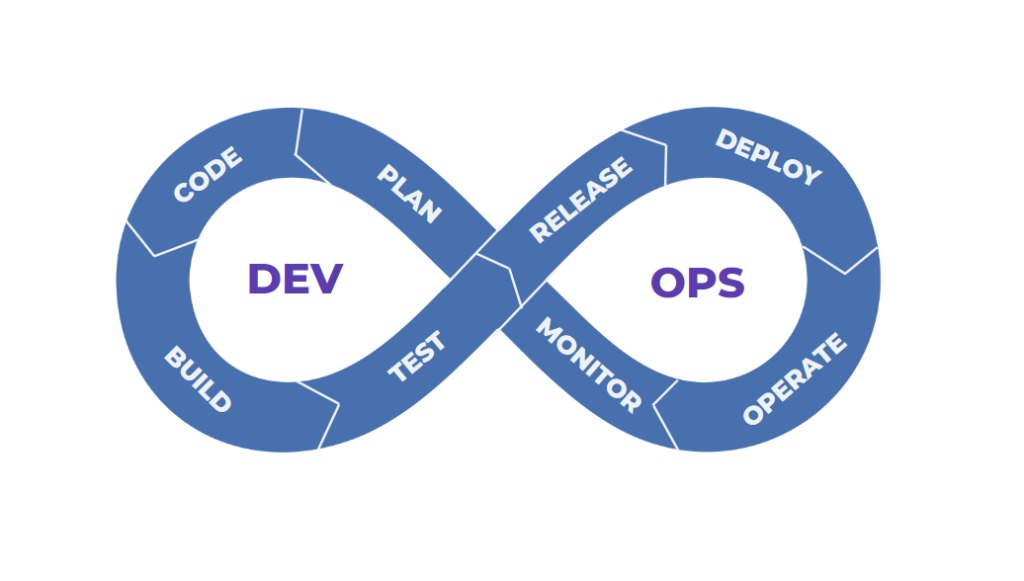 CODE
PLAN
RELEASE
DEPLOY
DEV
OPS
BUILD
TEST
MONITOR
OPERATE